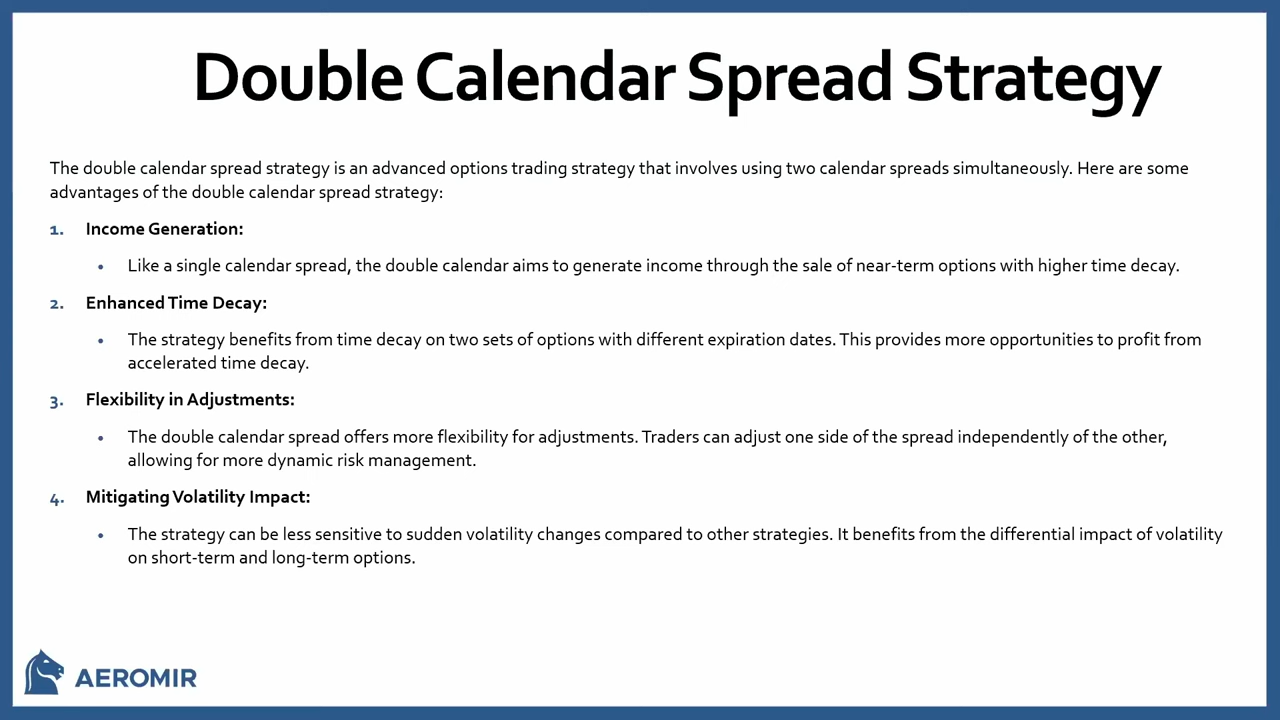 Double Calendar Spread Strategy
The double calendar spread strategy is an advanced options trading strategy that involves using two calendar spreads simultaneously. Here are some
advantages of the double calendar spread strategy:
1. Income Generation:
• Like a single calendar spread, the double calendar aims to generate income through the sale of near-term options with higher time decay.
2. Enhanced Time Decay:
• The strategy benefits from time decay on two sets of options with different expiration dates. This provides more opportunities to profit from
accelerated time decay.
3. Flexibility in Adjustments:
• The double calendar spread offers more flexibility for adjustments. Traders can adjust one side of the spread independently of the other,
allowing for more dynamic risk management.
4. Mitigating Volatility Impact:
• The strategy can be less sensitive to sudden volatility changes compared to other strategies. It benefits from the differential impact of volatility
on short-term and long-term options.
AEROMIR